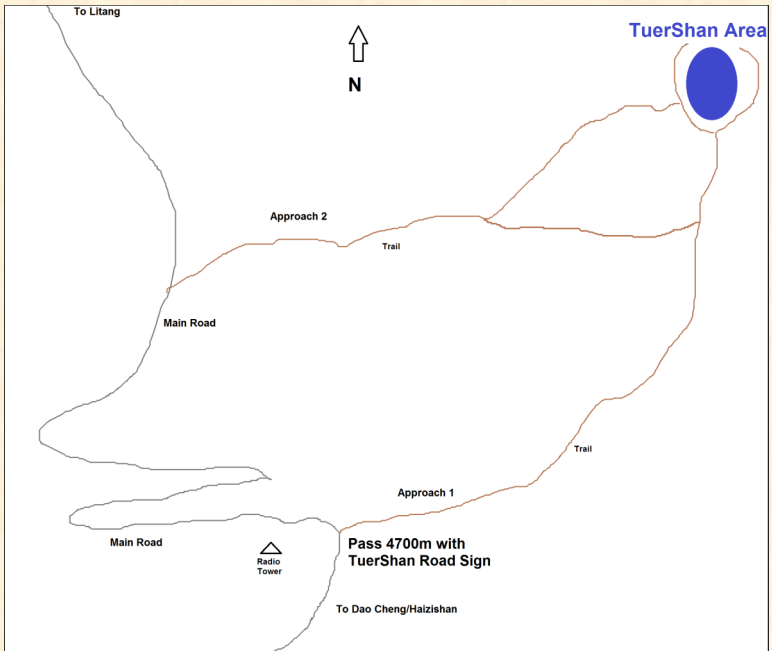 To Litang
TuerShan Area
N
Approach 2
Trail
Main Road
Trail
Approach 1
Main Road
Pass 4700m with
TuerShan Road Sign
Radio
Tower
To Dao Cheng/Haizishan